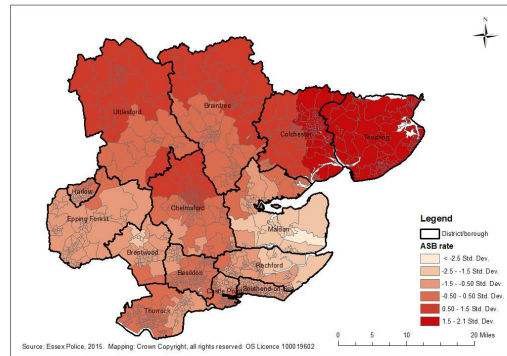 N
Uttlesford
Braintree
Colchester
Tendring
Harlow
Epping Forest
Chelmsford
Maldon
Brentwood
Basildon
Rochford
Castle Point
Southend-on-Sea
Thurrock
Legend
District/borough
ASB rate
< -2.5 Std. Dev.
-2.5 - -1.5 Std. Dev.
-1.5 - -0.50 Std. Dev.
-0.50 - 0.50 Std. Dev.
0.50 - 1.5 Std. Dev.
1.5 - 2.1 Std. Dev.
0 5 10 20 Miles
Source: Essex Police, 2015. Mapping: Crown Copyright, all rights reserved. OS Licence 100019602